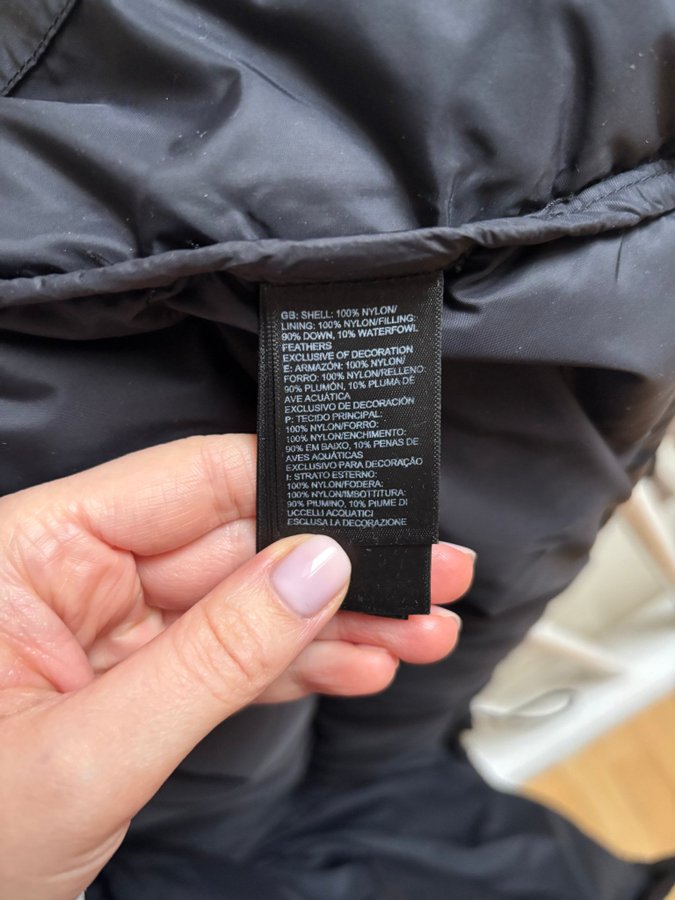 GB: SHELL: 100% NYLON/
LINING: 100% NYLON/FILLING:
90% DOWN, 10% WATERFOWL
FEATHERS
EXCLUSIVE OF DECORATION
E: ARMAZÓN: 100% NYLON/
FORRO: 100% NYLON/RELLENO:
90% PLUMÓN, 10% PLUMA DE
AVE ACUÁTICA
EXCLUSIVO DE DECORACIÓN
P: TECIDO PRINCIPAL:
100% NYLON/FORRO:
100% NYLON/ENCHIMENTO:
90% EM BAIXO, 10% PENAS DE
AVES AQUÁTICAS
EXCLUSIVO PARA DECORAÇÃO
I: STRATO ESTERNO:
100% NYLON/FODERA:
100% NYLON/IMBOTTITURA:
90% PIUMINO, 10% PIUME DI
UCCELLI ACQUATICI
ESCLUSA LA DECORAZIONE